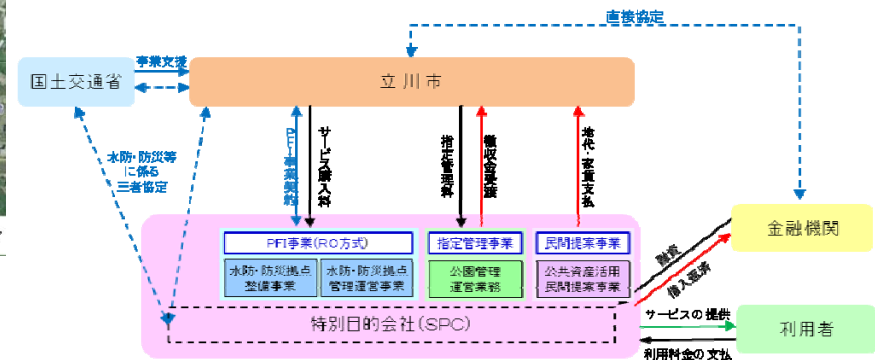 直接協定
事業支援
国土交通省
立川市
水防・防災等
に係る
三者協定
PFI事業契約
サービス購入料
指定管理料
徴収金要譲
地代・家賃支払
PFI事業(RO方式)
指定管理事業
民間提案事業
水防・防災拠点
整備事業
水防・防災拠点
管理運営事業
公園管理
運営業務
公共資産活用
民間提案事業
特別目的会社(SPC)
融資
借入返済
金融機関
サービスの提供
利用者
利用料金の支払